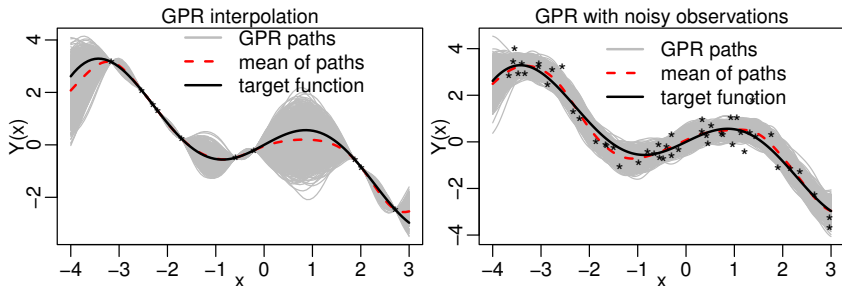 GPR interpolation
GPR paths
mean of paths
target function
Y(x)
4
2
0
−2
−4 −3 −2 −1 0 1 2 3
x
GPR with noisy observations
GPR paths
mean of paths
target function
Y(x)
4
2
0
−2
−4
−4 −3 −2 −1 0 1 2 3
x